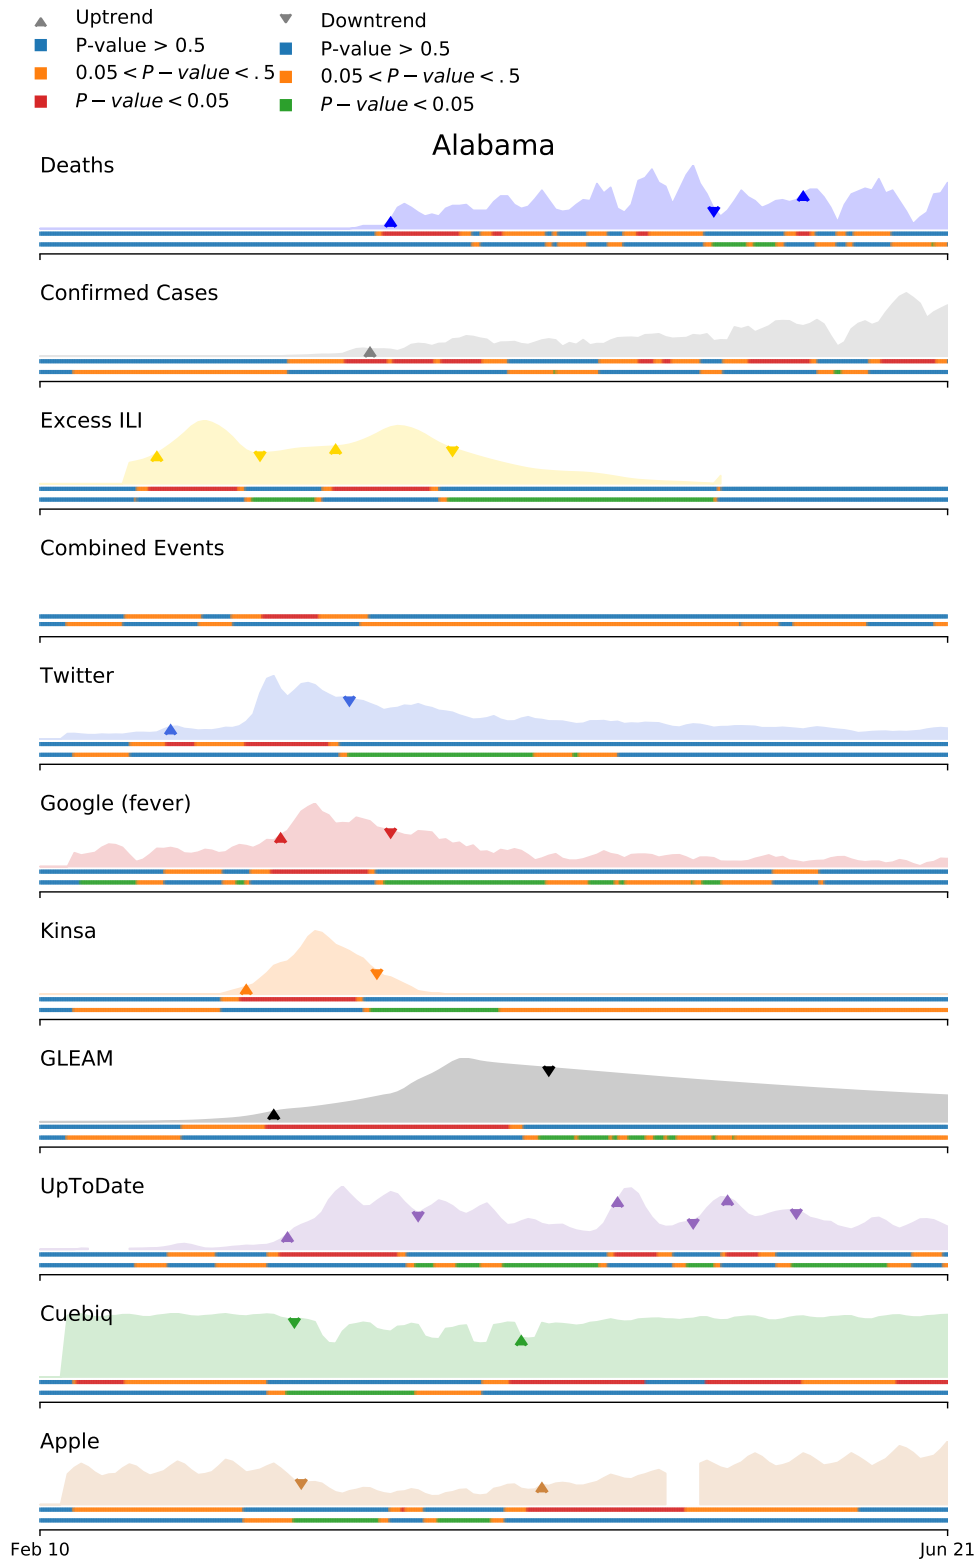 Uptrend
P-value > 0.5
0.05 < P − value < .5
P − value < 0.05
Downtrend
P-value > 0.5
0.05 < P − value < .5
P − value < 0.05
Alabama
Deaths
Confirmed Cases
Excess ILI
Combined Events
Twitter
Google (fever)
Kinsa
GLEAM
UpToDate
Cuebiq
Apple
Feb 10
Jun 21